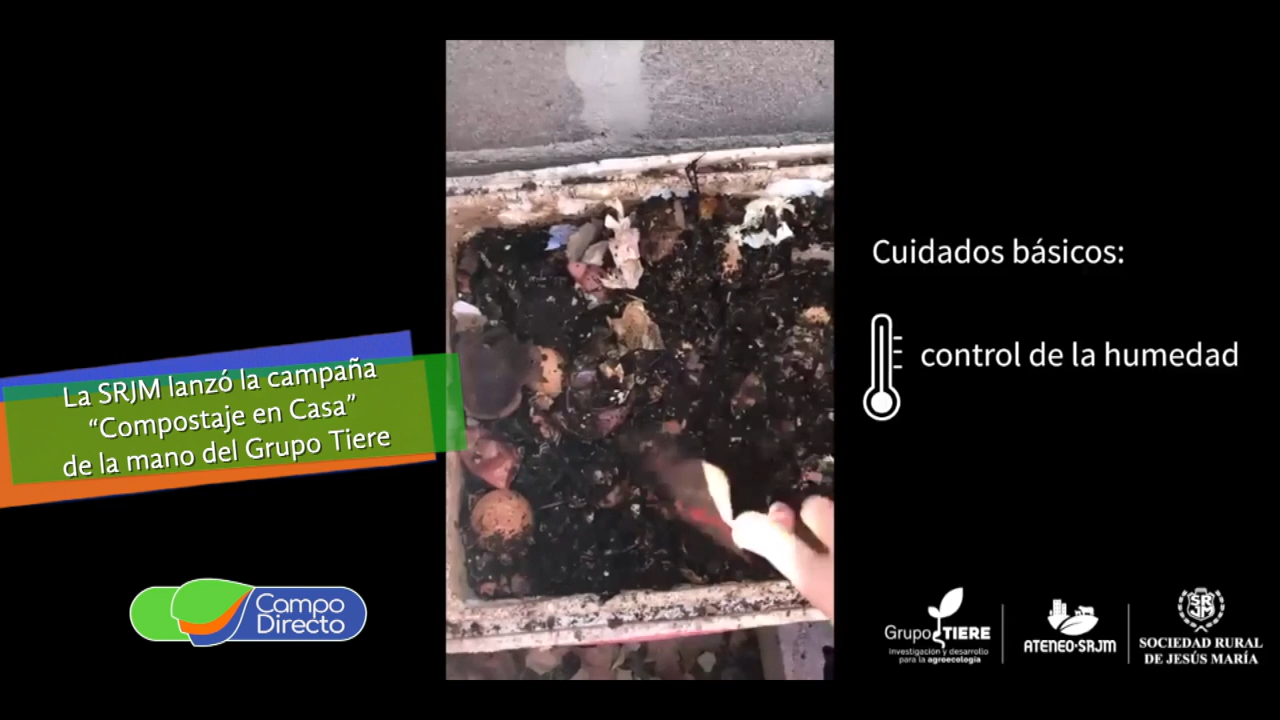 La SRJM lanzó la campaña
“Compostaje en Casa”
de la mano del Grupo Tiere
Campo
Directo
Cuidados básicos:
control de la humedad
Grupo TIERE
Investigación y desarrollo
para la agroecología
ATENEO•SRJM
SRJM
SOCIEDAD RURAL
DE JESÚS MARÍA